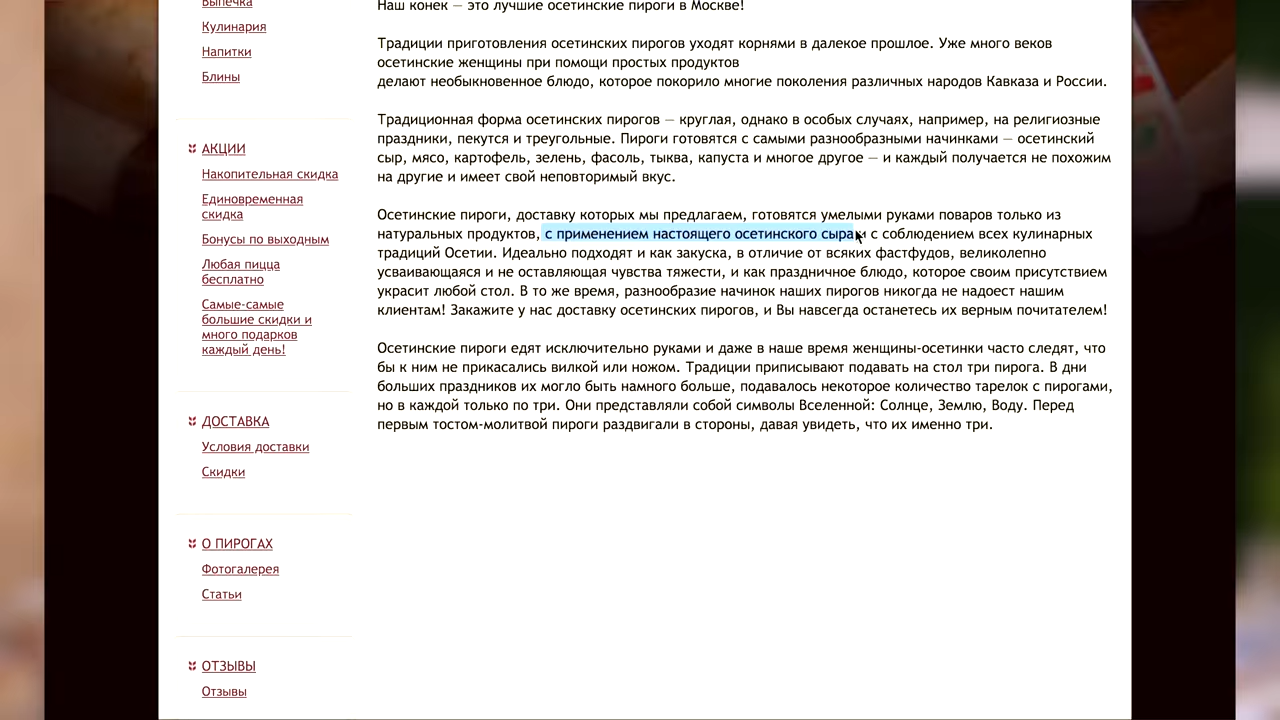 Выпечка
Кулинария
Напитки
Блины
АКЦИИ
Накопительная скидка
Единовременная
скидка
Бонусы по выходным
Любая пицца
бесплатно
Самые-самые
большие скидки и
много подарков
каждый день!
ДОСТАВКА
Условия доставки
Скидки
О ПИРОГАХ
Фотогалерея
Статьи
ОТЗЫВЫ
Отзывы
Наш конек — это лучшие осетинские пироги в Москве!
Традиции приготовления осетинских пирогов уходят корнями в далекое прошлое. Уже много веков
осетинские женщины при помощи простых продуктов
делают необыкновенное блюдо, которое покорило многие поколения различных народов Кавказа и России.
Традиционная форма осетинских пирогов — круглая, однако в особых случаях, например, на религиозные
праздники, пекутся и треугольные. Пироги готовятся с самыми разнообразными начинками — осетинский
сыр, мясо, картофель, зелень, фасоль, тыква, капуста и многое другое — и каждый получается не похожим
на другие и имеет свой неповторимый вкус.
Осетинские пироги, доставку которых мы предлагаем, готовятся умелыми руками поваров только из
натуральных продуктов, с применением настоящего осетинского сыра и с соблюдением всех кулинарных
традиций Осетии. Идеально подходят и как закуска, в отличие от всяких фастфудов, великолепно
усваивающаяся и не оставляющая чувства тяжести, и как праздничное блюдо, которое своим присутствием
украсит любой стол. В то же время, разнообразие начинок наших пирогов никогда не надоест нашим
клиентам! Закажите у нас доставку осетинских пирогов, и Вы навсегда останетесь их верным почитателем!
Осетинские пироги едят исключительно руками и даже в наше время женщины-осетинки часто следят, что
бы к ним не прикасались вилкой или ножом. Традиции приписывают подавать на стол три пирога. В дни
больших праздников их могло быть намного больше, подавалось некоторое количество тарелок с пирогами,
но в каждой только по три. Они представляли собой символы Вселенной: Солнце, Землю, Воду. Перед
первым тостом-молитвой пироги раздвигали в стороны, давая увидеть, что их именно три.